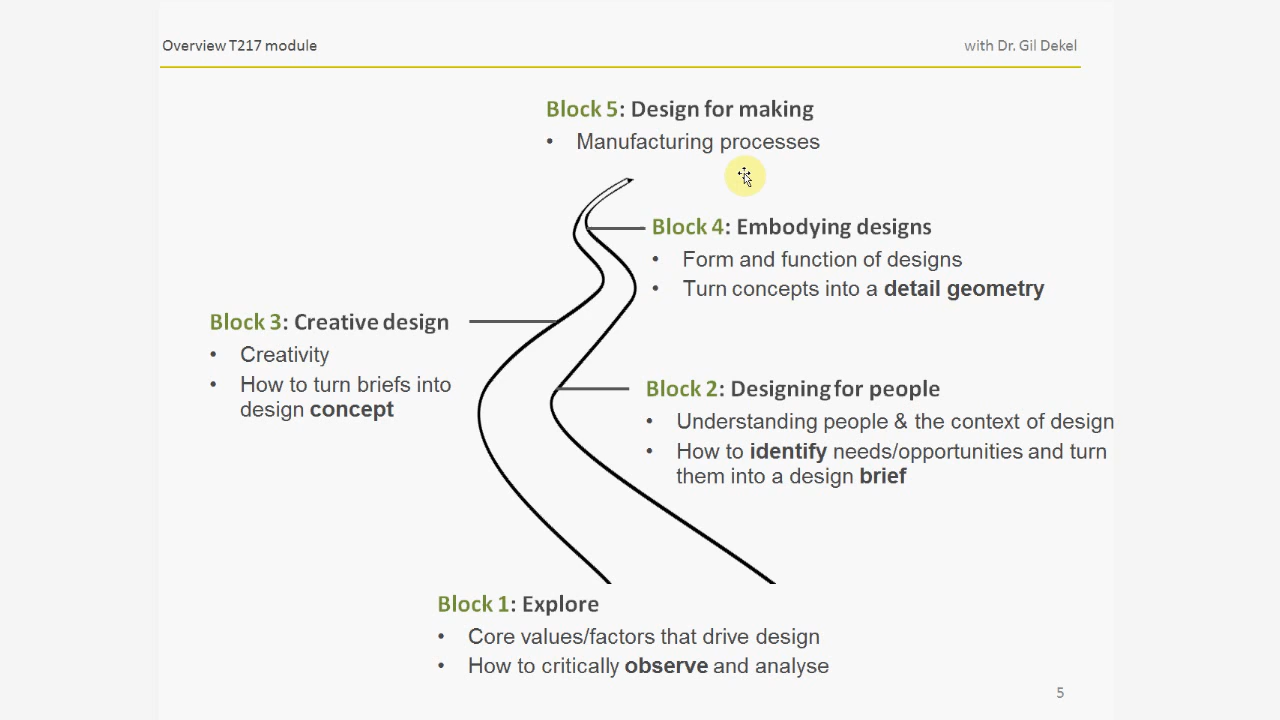 Overview T217 module
with Dr. Gil Dekel
Block 5: Design for making
• Manufacturing processes
Block 4: Embodying designs
• Form and function of designs
• Turn concepts into a detail geometry
Block 3: Creative design
• Creativity
• How to turn briefs into
design concept
Block 2: Designing for people
• Understanding people & the context of design
• How to identify needs/opportunities and turn
them into a design brief
Block 1: Explore
• Core values/factors that drive design
• How to critically observe and analyse
5